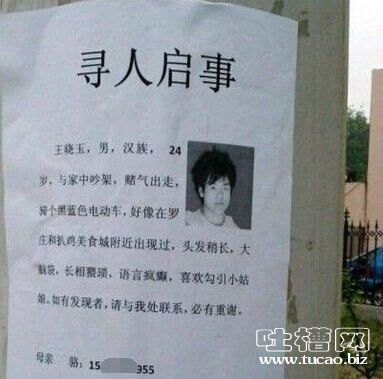 寻人启事
王晓玉，男，汉族，24
岁。与家中吵架，赌气出走，
骑个黑蓝色电动车，好像在罗
庄和扒鸡美食城附近出现过，头发稍长，大
脑袋，长相猥琐，语言疯癫，喜欢勾引小姑
娘。如有发现者，请与我处联系，必有重谢。
母亲 骆：15 955
吐槽网
www.tucao.biz